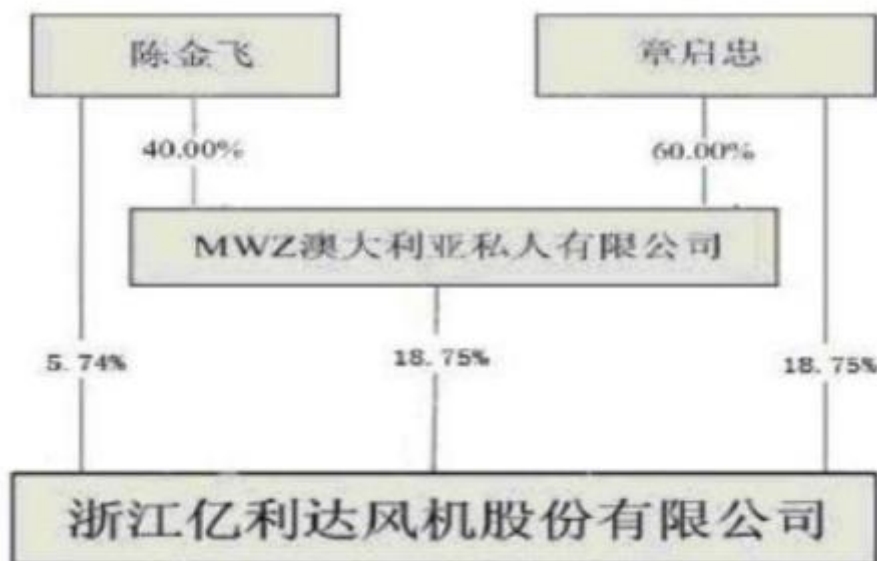 陈金飞
章启忠
40.00%
60.00%
MWZ澳大利亚私人有限公司
5.74%
18.75%
18.75%
浙江亿利达风机股份有限公司